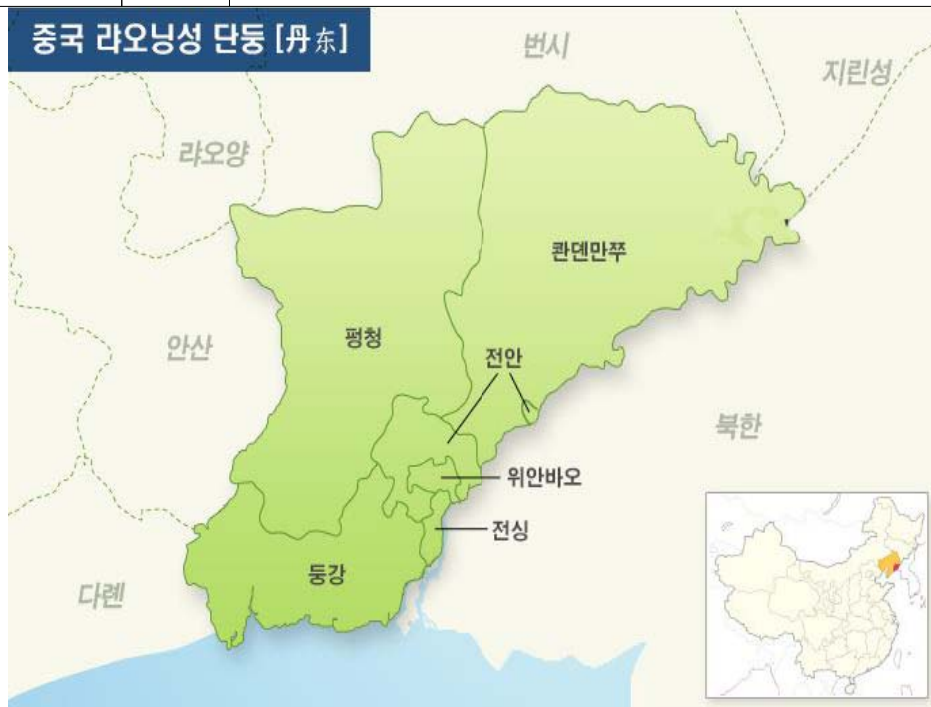 중국 랴오닝성 단둥 [丹东]
번시
지린성
랴오양
콴뎬만쭈
펑청
안산
전안
북한
위안바오
전싱
둥강
다롄